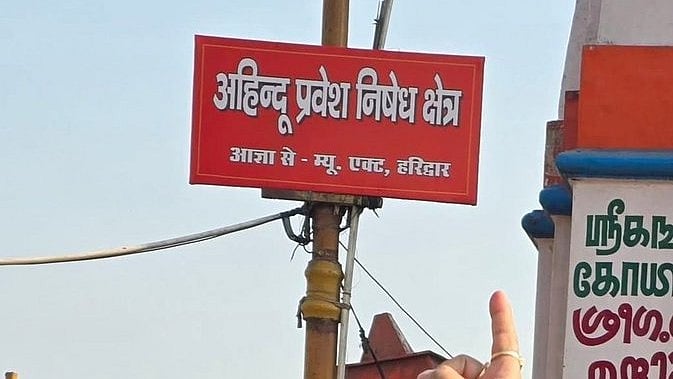 अहिन्दू प्रवेश निषेध क्षेत्र
आज्ञा से - म्यू. एक्ट, हरिद्वार